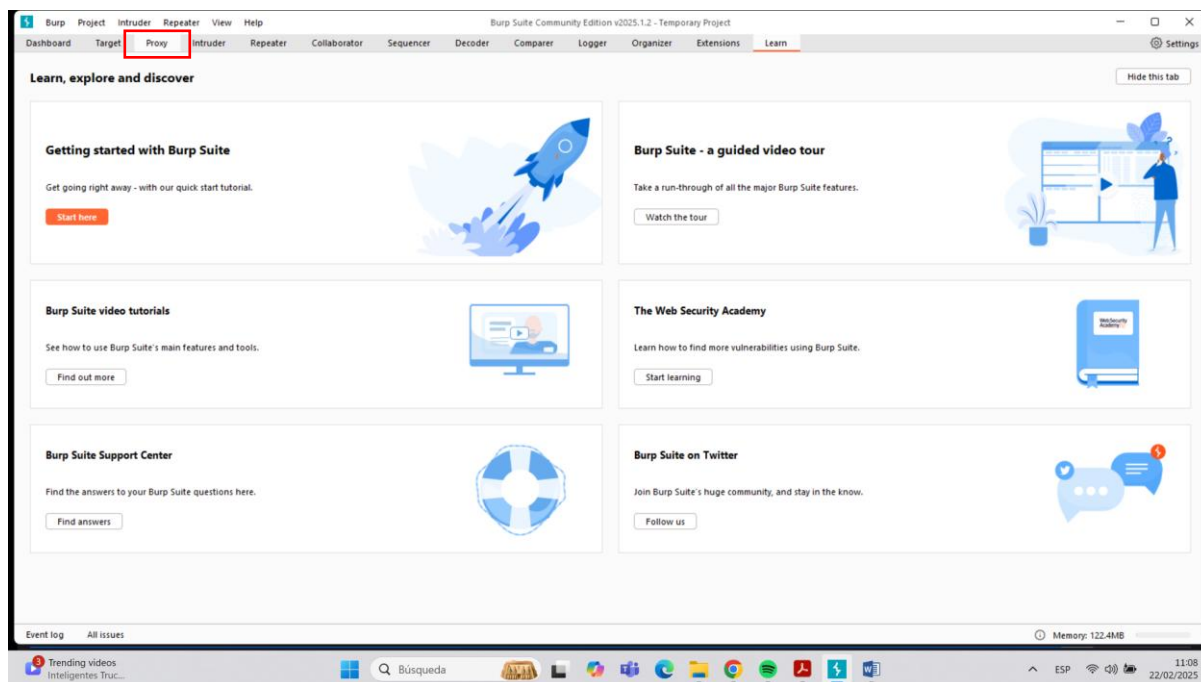 Burp Project Intruder Repeater View Help
Burp Suite Community Edition v2025.1.2 - Temporary Project
Dashboard Target Proxy Intruder Repeater Collaborator Sequencer Decoder Comparer Logger Organizer Extensions Learn
Settings
Learn, explore and discover
Hide this tab
Getting started with Burp Suite
Get going right away - with our quick start tutorial.
Start here
Burp Suite - a guided video tour
Take a run-through of all the major Burp Suite features.
Watch the tour
Burp Suite video tutorials
See how to use Burp Suite's main features and tools.
Find out more
The Web Security Academy
Learn how to find more vulnerabilities using Burp Suite.
Start learning
WebSecurity
Academy
Burp Suite Support Center
Find the answers to your Burp Suite questions here.
Find answers
Burp Suite on Twitter
Join Burp Suite's huge community, and stay in the know.
Follow us
Event log All issues
Memory: 122.4MB
3
Trending videos
Inteligentes Truc...
Búsqueda
ESP
11:08
22/02/2025